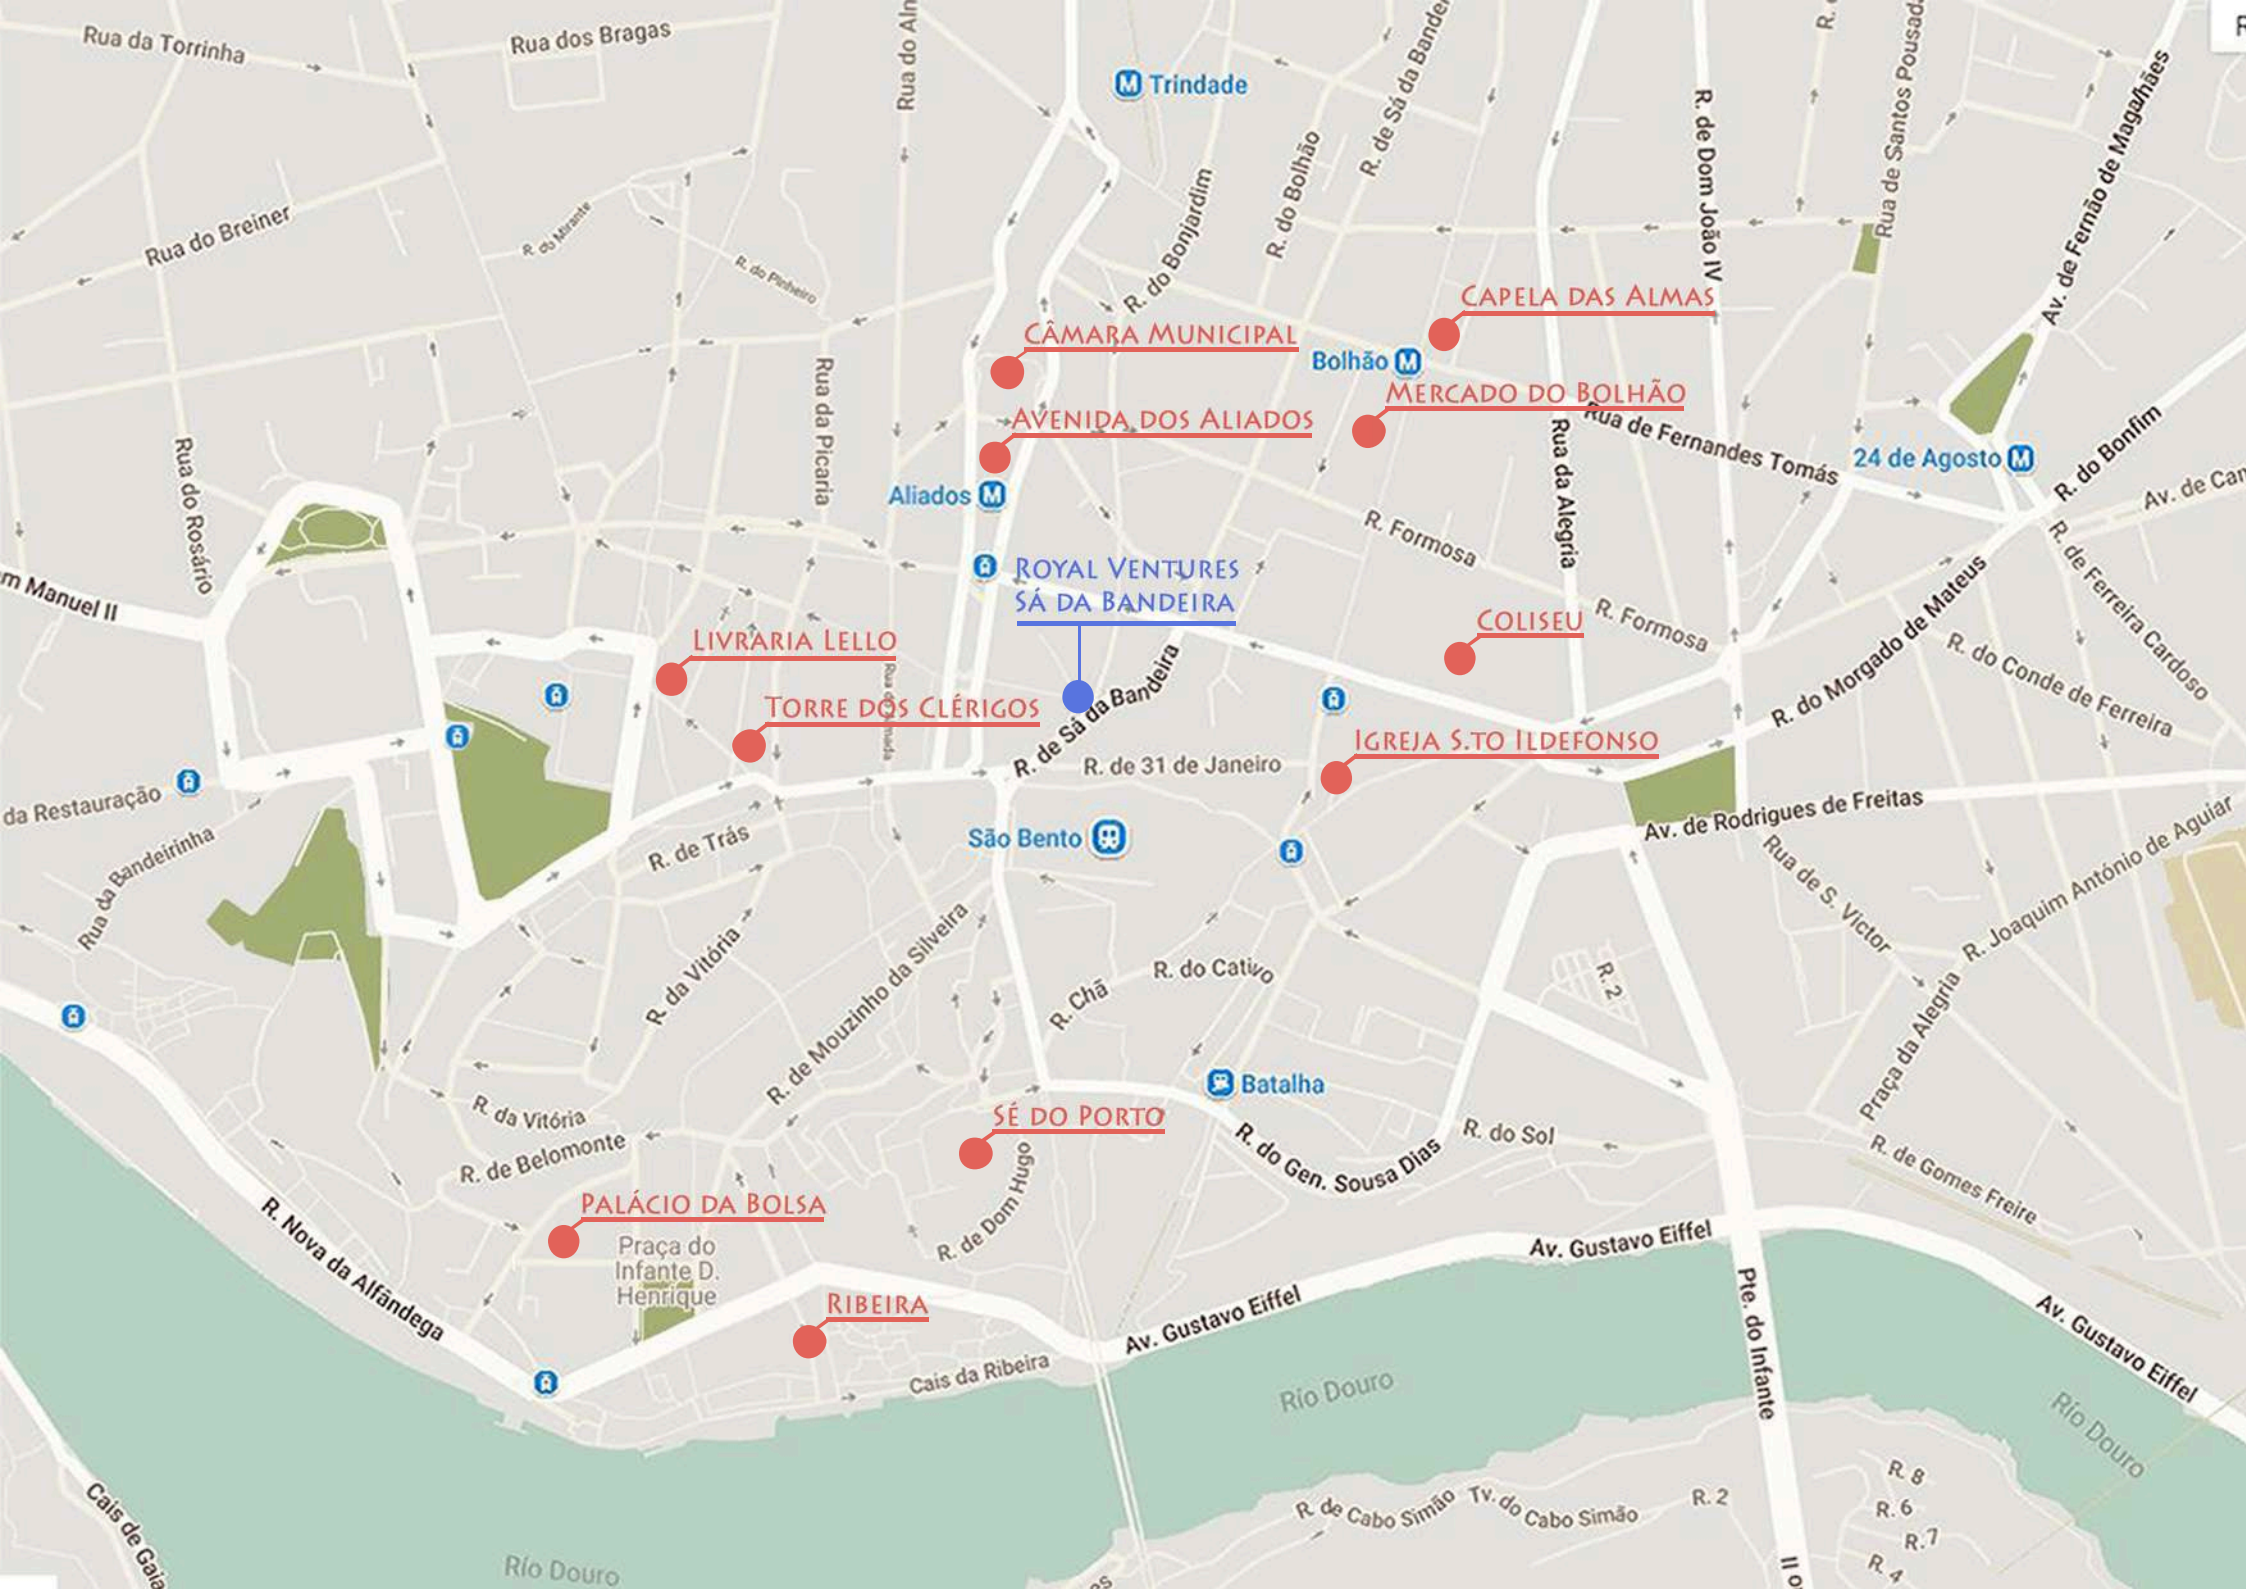 Rua da Torrinha
Rua dos Bragas
Rua do Aln
R. de Sá da Bandei
Rua de Santos Pousada
Trindade
R. de Dom João IV
Av. de Fernão de Magalhães
R. do Bolhão
R. do Bonjardim
Rua do Breiner
R. do Mirante
R. do Pinheiro
CAPELA DAS ALMAS
CÂMARA MUNICIPAL
Bolhão
MERCADO DO BOLHÃO
AVENIDA DOS ALIADOS
Rua da Picaria
Rua do Rosário
Rua da Alegria
Rua de Fernandes Tomás
24 de Agosto
R. do Bonfim
Av. de Car
Aliados
R. Formosa
m Manuel II
ROYAL VENTURES
SÁ DA BANDEIRA
R. de Ferreira Cardoso
R. do Morgado de Mateus
COLISEU
R. Formosa
R. do Conde de Ferreira
LIVRARIA LELLO
TORRE DOS CLÉRIGOS
R. de Sá da Bandeira
IGREJA S.TO ILDEFONSO
R. de 31 de Janeiro
da Restauração
Rua da Bandeirinha
R. de Trás
São Bento
Av. de Rodrigues de Freitas
Rua de S. Victor
R. Joaquim António de Aguiar
R. da Vitória
R. de Mouzinho da Silveira
R. do Cativo
R. Chã
R. 2
Praça da Alegria
Batalha
R. da Vitória
SÉ DO PORTO
R. de Belomonte
R. do Gen. Sousa Dias
R. do Sol
R. de Gomes Freire
R. de Dom Hugo
PALÁCIO DA BOLSA
Praça do
Infante D.
Henrique
R. Nova da Alfândega
RIBEIRA
Av. Gustavo Eiffel
Av. Gustavo Eiffel
Av. Gustavo Eiffel
Pte. do Infante
Cais da Ribeira
Río Douro
Río Douro
Río Douro
Cais de Gaia
R. de Cabo Simão
Tv. do Cabo Simão
R. 2
R. 8
R. 6
R. 7
R. 4